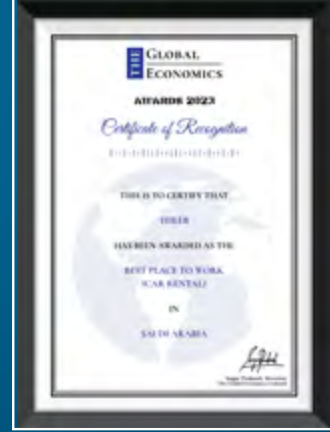 THE GLOBAL
ECONOMICS
AWARDS 2023
Certificate of Recognition
THIS IS TO CERTIFY THAT
HAS BEEN AWARDED AS THE
BEST PLACE TO WORK
(CAR RENTAL)
IN
SAUDI ARABIA